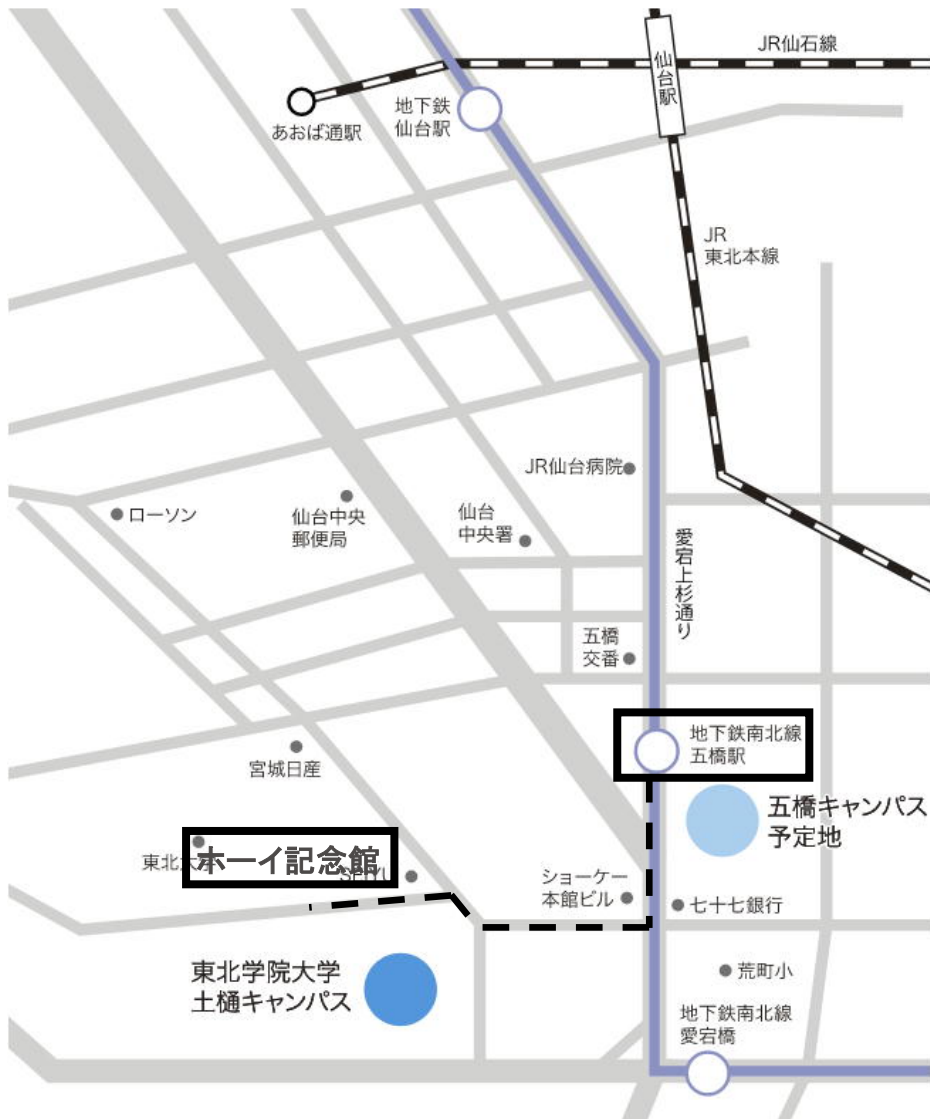 JR仙石線
仙台駅
地下鉄
仙台駅
あおば通駅
JR
東北本線
JR仙台病院
ローソン
仙台中央
郵便局
仙台
中央署
愛宕上杉通り
五橋
交番
地下鉄南北線
五橋駅
宮城日産
五橋キャンパス
予定地
ホーイ記念館
東北大学
SEIYU
ショーケー
本館ビル
七十七銀行
東北学院大学
土樋キャンパス
荒町小
地下鉄南北線
愛宕橋